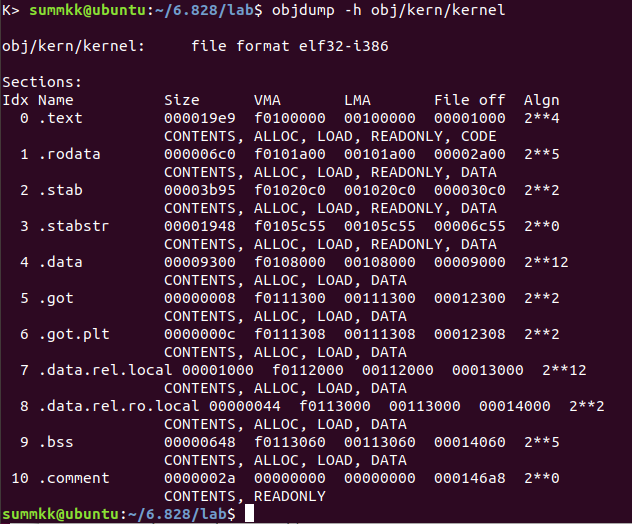 K> summkk@ubuntu:~/6.828/lab$ objdump -h obj/kern/kernel

obj/kern/kernel:     file format elf32-i386

Sections:
Idx Name          Size      VMA       LMA       File off  Algn
  0 .text         000019e9  f0100000  00100000  00001000  2**4
                  CONTENTS, ALLOC, LOAD, READONLY, CODE
  1 .rodata       000006c0  f0101a00  00101a00  00002a00  2**5
                  CONTENTS, ALLOC, LOAD, READONLY, DATA
  2 .stab         00003b95  f01020c0  001020c0  000030c0  2**2
                  CONTENTS, ALLOC, LOAD, READONLY, DATA
  3 .stabstr      00001948  f0105c55  00105c55  00006c55  2**0
                  CONTENTS, ALLOC, LOAD, READONLY, DATA
  4 .data         00009300  f0108000  00108000  00009000  2**12
                  CONTENTS, ALLOC, LOAD, DATA
  5 .got          00000008  f0111300  00111300  00012300  2**2
                  CONTENTS, ALLOC, LOAD, DATA
  6 .got.plt      0000000c  f0111308  00111308  00012308  2**2
                  CONTENTS, ALLOC, LOAD, DATA
  7 .data.rel.local 00001000  f0112000  00112000  00013000  2**12
                  CONTENTS, ALLOC, LOAD, DATA
  8 .data.rel.ro.local 00000044  f0113000  00113000  00014000  2**2
                  CONTENTS, ALLOC, LOAD, DATA
  9 .bss          00000648  f0113060  00113060  00014060  2**5
                  CONTENTS, ALLOC, LOAD, DATA
 10 .comment      0000002a  00000000  00000000  000146a8  2**0
                  CONTENTS, READONLY
summkk@ubuntu:~/6.828/lab$